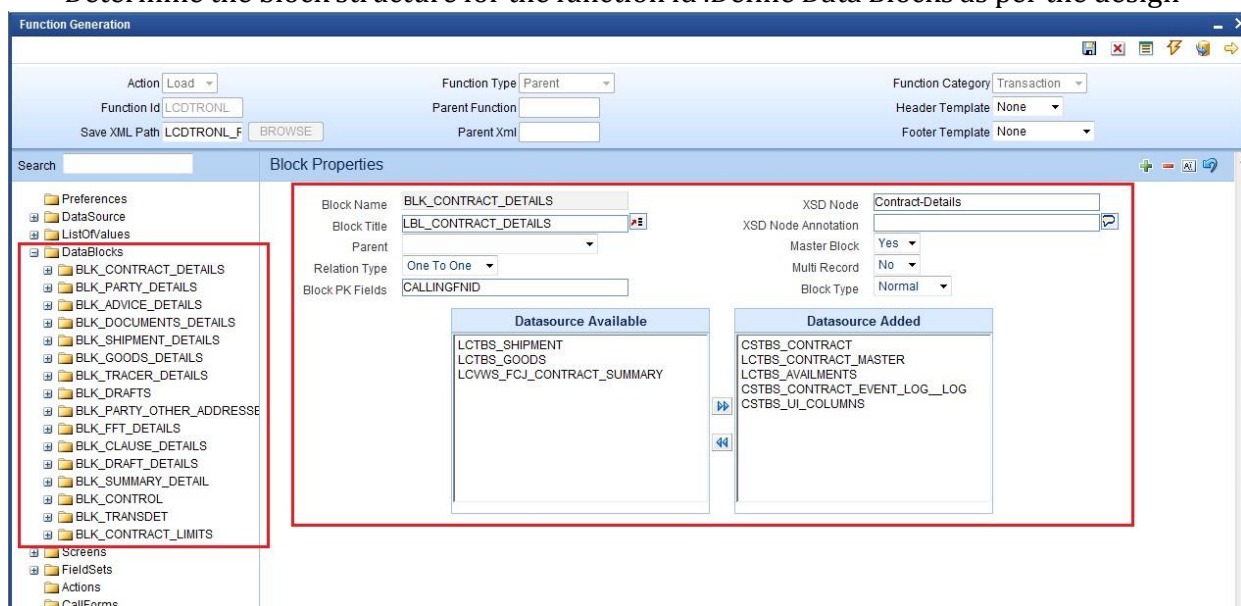 Determine the block structure for the function id .Define Data Blocks as per the design
Function Generation
Action Load Function Type Parent Function Category Transaction
Function Id LCDTRONL Parent Function Header Template None
Save XML Path LCDTRONL_F BROWSE Parent Xml Footer Template None
Search
Block Properties
Preferences
DataSource
ListOfValues
DataBlocks
BLK_CONTRACT_DETAILS
BLK_PARTY_DETAILS
BLK_ADVICE_DETAILS
BLK_DOCUMENTS_DETAILS
BLK_SHIPMENT_DETAILS
BLK_GOODS_DETAILS
BLK_TRACER_DETAILS
BLK_DRAFTS
BLK_PARTY_OTHER_ADDRESSE
BLK_FFT_DETAILS
BLK_CLAUSE_DETAILS
BLK_DRAFT_DETAILS
BLK_SUMMARY_DETAIL
BLK_CONTROL
BLK_TRANSDET
BLK_CONTRACT_LIMITS
Screens
FieldSets
Actions
CallForms
Block Name BLK_CONTRACT_DETAILS XSD Node Contract-Details
Block Title LBL_CONTRACT_DETAILS XSD Node Annotation
Parent Master Block Yes
Relation Type One To One Multi Record No
Block PK Fields CALLINGFNID Block Type Normal
Datasource Available
LCTBS_SHIPMENT
LCTBS_GOODS
LCVWS_FCJ_CONTRACT_SUMMARY
Datasource Added
CSTBS_CONTRACT
LCTBS_CONTRACT_MASTER
LCTBS_AVAILMENTS
CSTBS_CONTRACT_EVENT_LOG__LOG
CSTBS_UI_COLUMNS